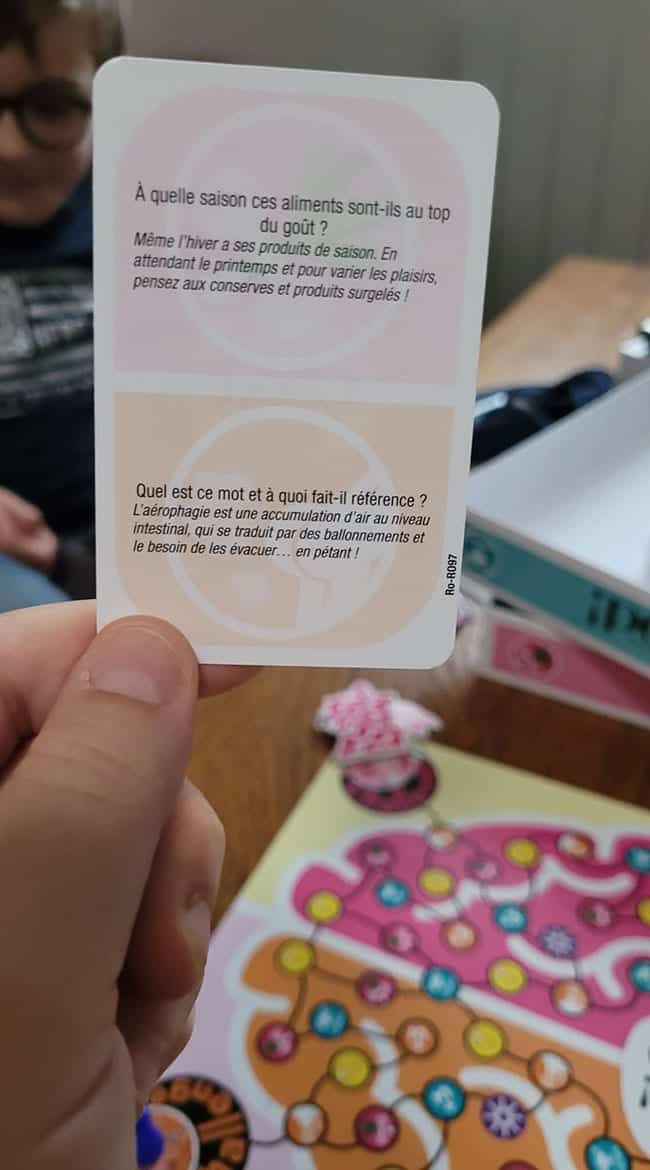 À quelle saison ces aliments sont-ils au top
du goût ?
Même l'hiver a ses produits de saison. En
attendant le printemps et pour varier les plaisirs,
pensez aux conserves et produits surgelés !
Quel est ce mot et à quoi fait-il référence ?
L'aérophagie est une accumulation d'air au niveau
intestinal, qui se traduit par des ballonnements et
le besoin de les évacuer... en pétant !
Ro-R097